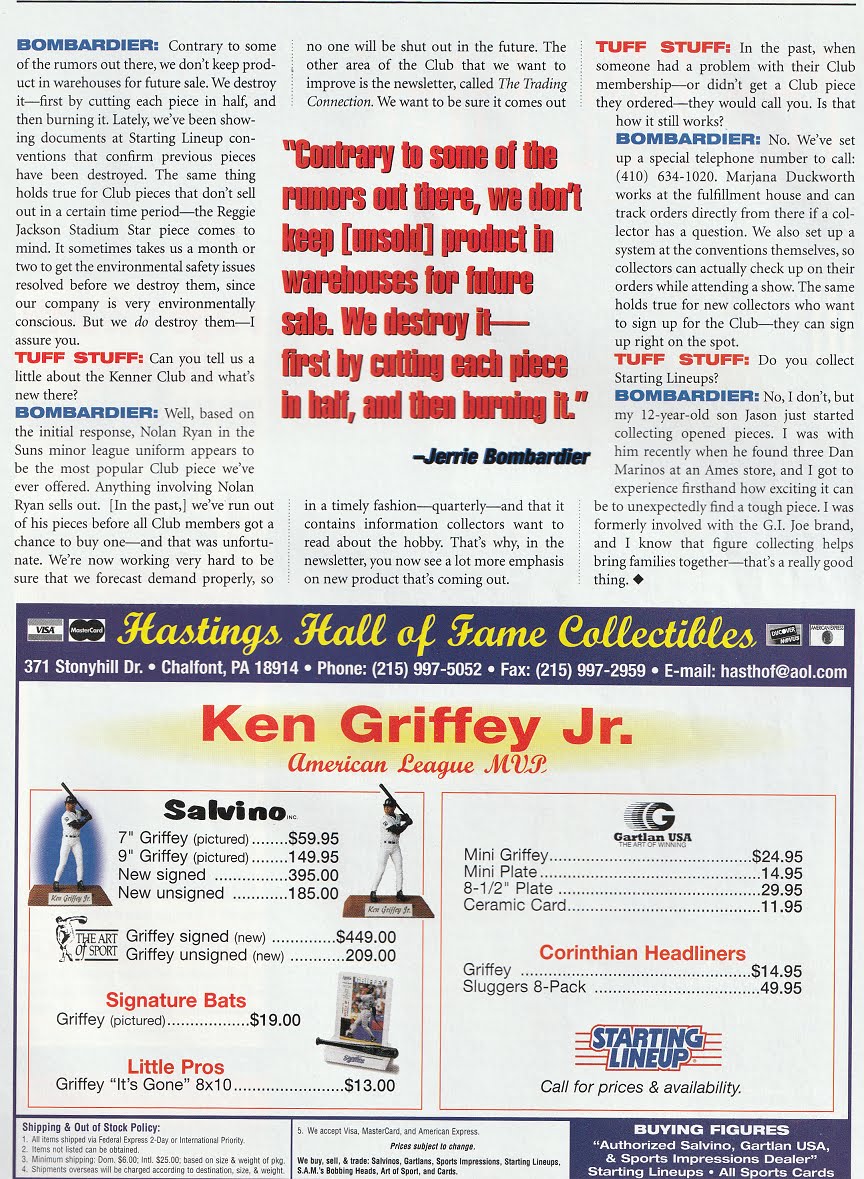 BOMBARDIER: Contrary to some
of the rumors out there, we don't keep prod-
uct in warehouses for future sale. We destroy
it—first by cutting each piece in half, and
then burning it. Lately, we've been show-
ing documents at Starting Lineup con-
ventions that confirm previous pieces
have been destroyed. The same thing
holds true for Club pieces that don't sell
out in a certain time period—the Reggie
Jackson Stadium Star piece comes to
mind. It sometimes takes us a month or
two to get the environmental safety issues
resolved before we destroy them, since
our company is very environmentally
conscious. But we do destroy them—I
assure you.
TUFF STUFF: Can you tell us a
little about the Kenner Club and what's
new there?
BOMBARDIER: Well, based on
the initial response, Nolan Ryan in the
Suns minor league uniform appears to
be the most popular Club piece we've
ever offered. Anything involving Nolan
Ryan sells out. [In the past,] we've run out
of his pieces before all Club members got a
chance to buy one—and that was unfortu-
nate. We're now working very hard to be
sure that we forecast demand properly, so
no one will be shut out in the future. The
other area of the Club that we want to
improve is the newsletter, called The Trading
Connection. We want to be sure it comes out
"Contrary to some of the
rumors out there, we don't
keep [unsold] product in
warehouses for future
sale. We destroy it—
first by cutting each piece
in half, and then burning it."
–Jerrie Bombardier
in a timely fashion—quarterly—and that it
contains information collectors want to
read about the hobby. That's why, in the
newsletter, you now see a lot more emphasis
on new product that's coming out.
TUFF STUFF: In the past, when
someone had a problem with their Club
membership—or didn't get a Club piece
they ordered—they would call you. Is that
how it still works?
BOMBARDIER: No. We've set
up a special telephone number to call:
(410) 634-1020. Marjana Duckworth
works at the fulfillment house and can
track orders directly from there if a col-
lector has a question. We also set up a
system at the conventions themselves, so
collectors can actually check up on their
orders while attending a show. The same
holds true for new collectors who want
to sign up for the Club—they can sign
up right on the spot.
TUFF STUFF: Do you collect
Starting Lineups?
BOMBARDIER: No, I don't, but
my 12-year-old son Jason just started
collecting opened pieces. I was with
him recently when he found three Dan
Marinos at an Ames store, and I got to
experience firsthand how exciting it can
be to unexpectedly find a tough piece. I was
formerly involved with the G.I. Joe brand,
and I know that figure collecting helps
bring families together—that's a really good
thing. ◆
VISA MasterCard Hastings Hall of Fame Collectibles DISCOVER NOVUS AMERICAN EXPRESS
371 Stonyhill Dr. • Chalfont, PA 18914 • Phone: (215) 997-5052 • Fax: (215) 997-2959 • E-mail: hasthof@aol.com
Ken Griffey Jr.
American League MVP
Salvino INC.
7" Griffey (pictured) .......$59.95
9" Griffey (pictured) .......149.95
New signed ................395.00
New unsigned ............185.00
Ken Griffey Jr.
Ken Griffey Jr.
THE ART OF SPORT
Griffey signed (new) .............$449.00
Griffey unsigned (new) ..........209.00
Signature Bats
Griffey (pictured)................$19.00
Little Pros
Griffey "It's Gone" 8x10......................$13.00
G
Gartlan USA
THE ART OF WINNING
Mini Griffey........................................$24.95
Mini Plate............................................14.95
8-1/2" Plate ........................................29.95
Ceramic Card......................................11.95
Corinthian Headliners
Griffey ..............................................$14.95
Sluggers 8-Pack .................................49.95
STARTING
LINEUP
Call for prices & availability.
Shipping & Out of Stock Policy:
1. All items shipped via Federal Express 2-Day or International Priority.
2. Items not listed can be obtained.
3. Minimum shipping: Dom. $6.00; Intl. $25.00; based on size & weight of pkg.
4. Shipments overseas will be charged according to destination, size, & weight.
5. We accept Visa, MasterCard, and American Express.
Prices subject to change.
We buy, sell, & trade: Salvinos, Gartlans, Sports Impressions, Starting Lineups,
S.A.M.'s Bobbing Heads, Art of Sport, and Cards.
BUYING FIGURES
"Authorized Salvino, Gartlan USA,
& Sports Impressions Dealer"
Starting Lineups • All Sports Cards